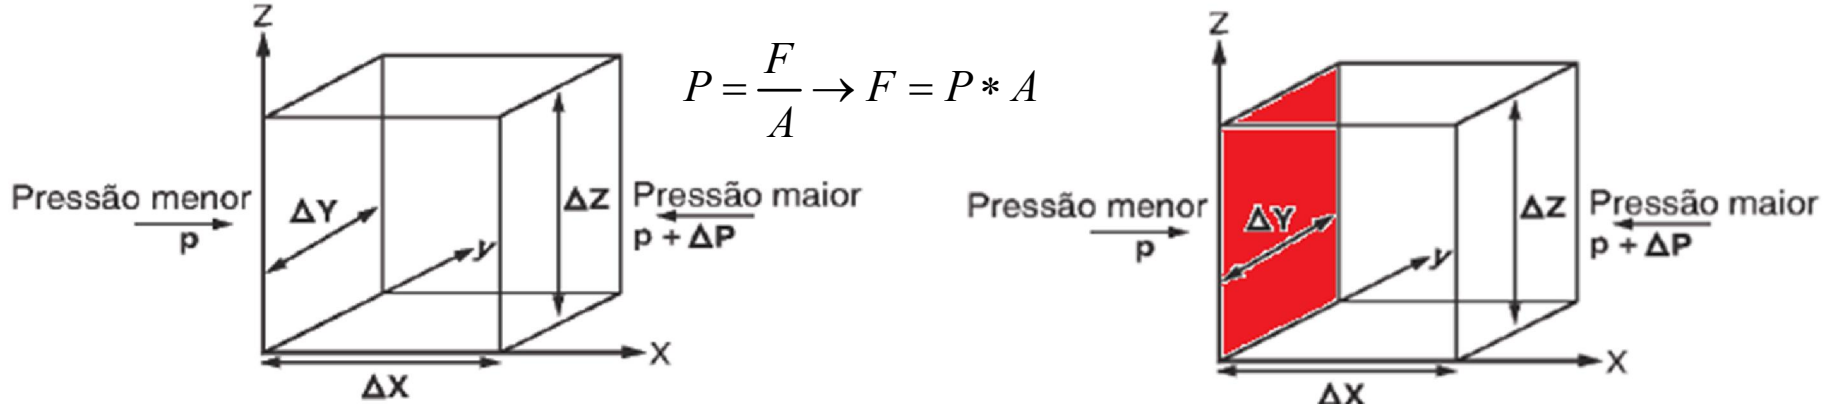 Z
P = F/A → F = P * A
Pressão menor
p
ΔY
y
ΔZ
Pressão maior
p + ΔP
X
ΔX
Z
Pressão menor
p
ΔY
y
ΔZ
Pressão maior
p + ΔP
X
ΔX